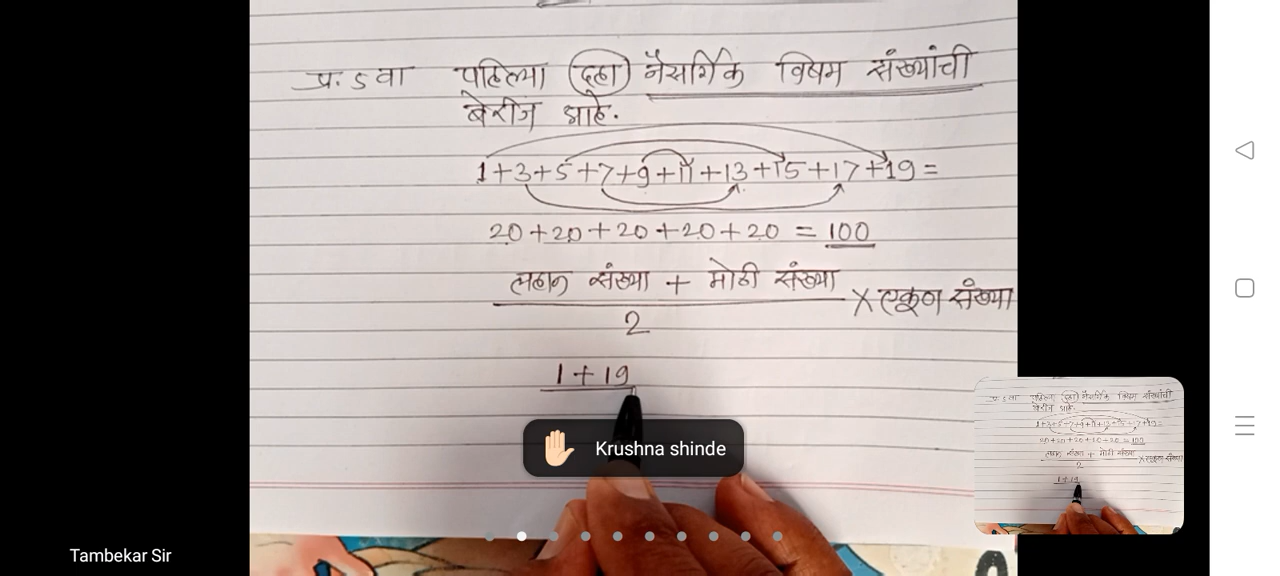 प्र. 5 वा पहिल्या दहा नैसर्गिक विषम संख्यांची
बेरीज आहे.
1+3+5+7+9+11+13+15+17+19=
20+20+20+20+20 = 100
लहान संख्या + मोठी संख्या
× एकूण संख्या
2
1+19
Krushna shinde
Tambekar Sir